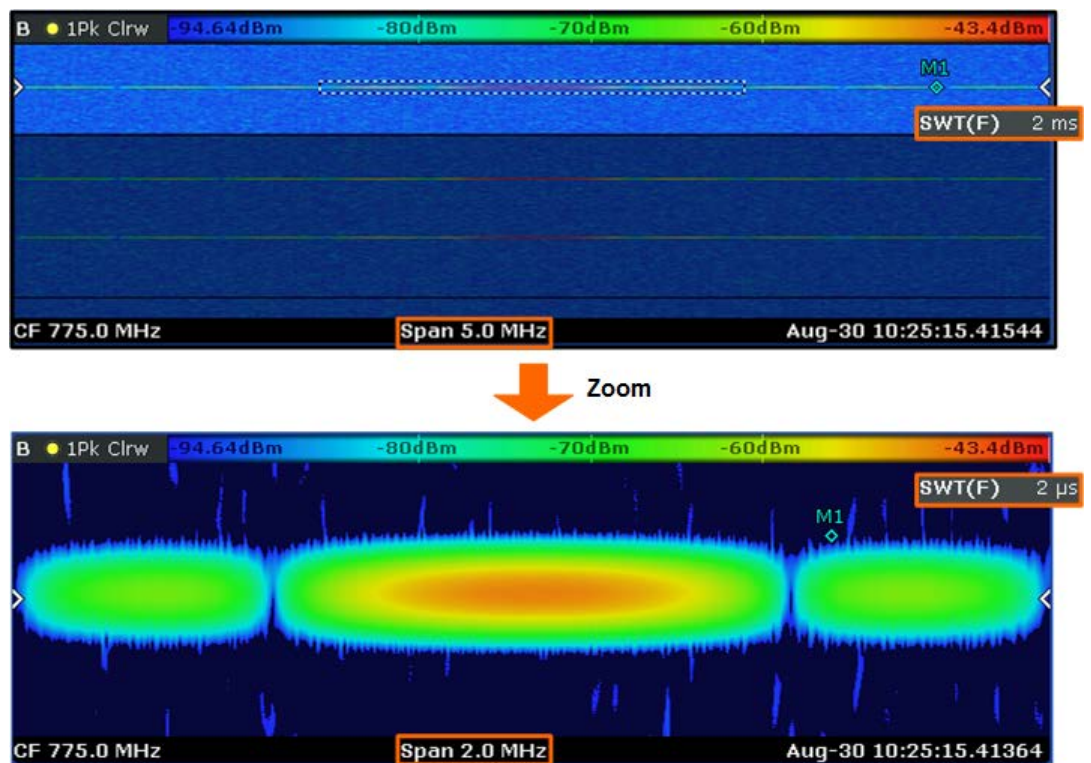 B 1Pk Clrw -94.64dBm -80dBm -70dBm -60dBm -43.4dBm
M1
SWT(F) 2 ms
CF 775.0 MHz Span 5.0 MHz Aug-30 10:25:15.41544
Zoom
B 1Pk Clrw -94.64dBm -80dBm -70dBm -60dBm -43.4dBm
SWT(F) 2 µs
M1
CF 775.0 MHz Span 2.0 MHz Aug-30 10:25:15.41364